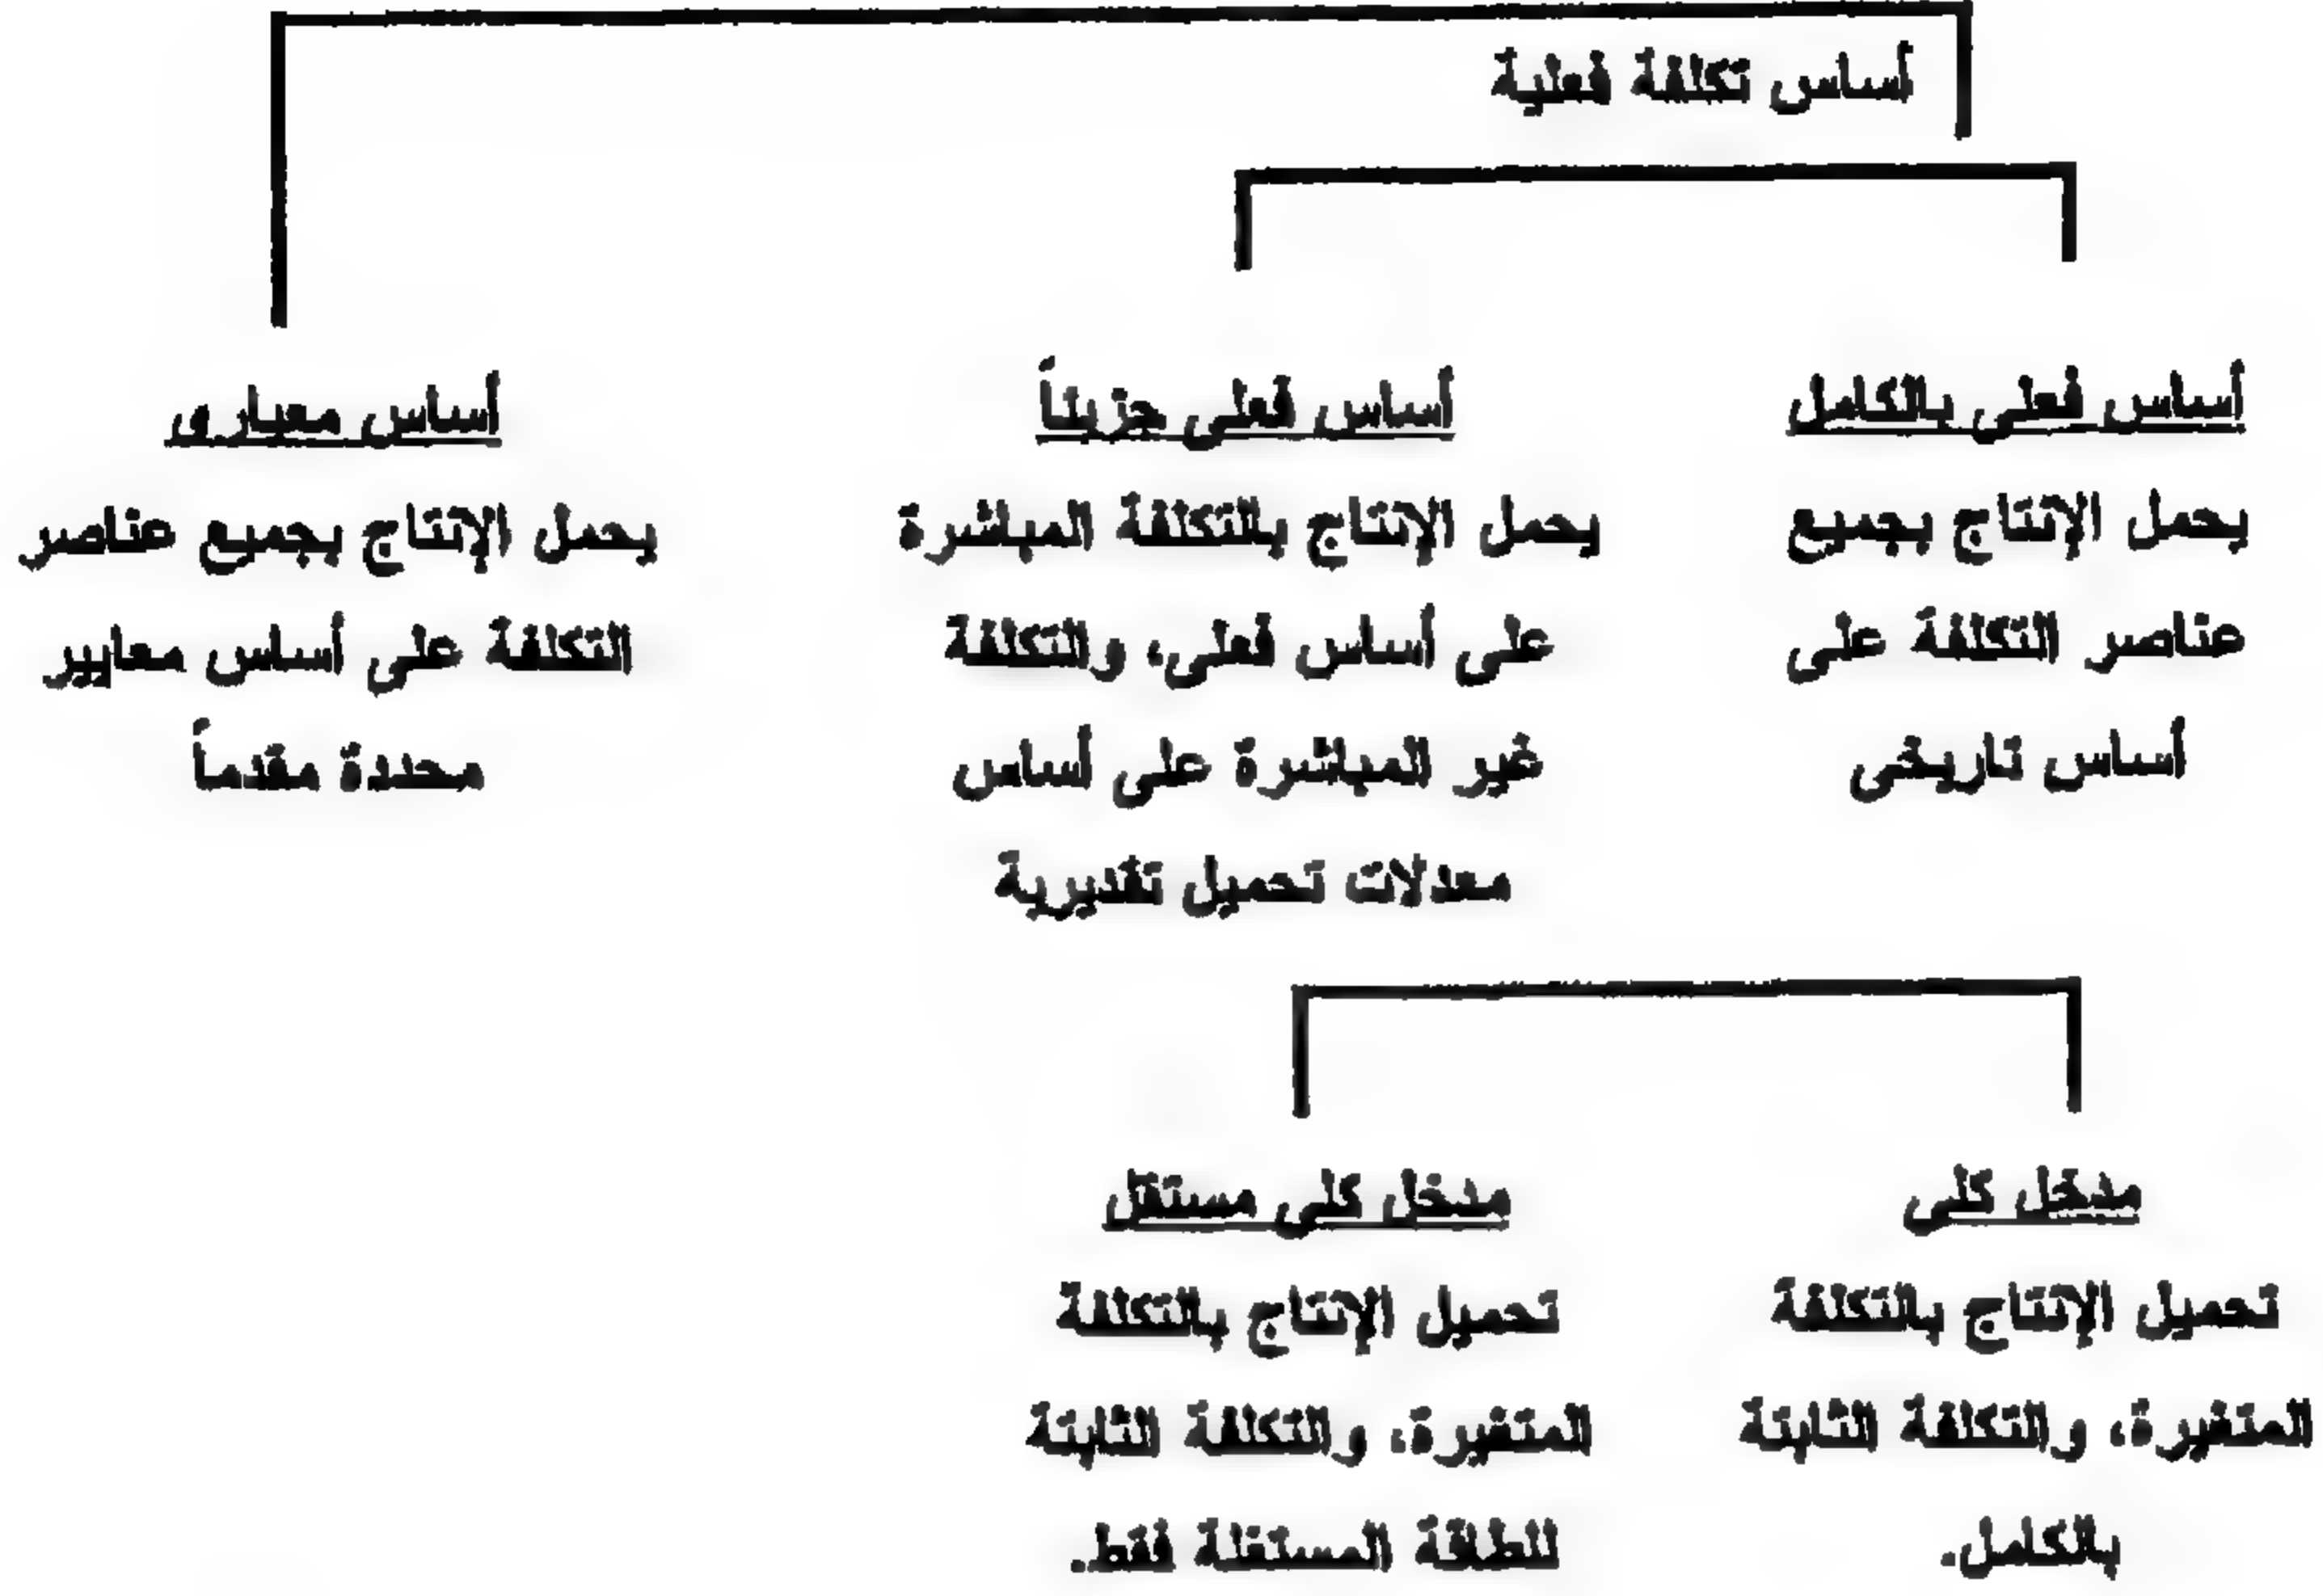 أساس تكلفة فعلية
أساس فعلى بالكامل
يحمل الإنتاج بجميع
عناصر التكلفة على
أساس تاريخى
أساس فعلى جزيئاً
يحمل الإنتاج بالتكلفة المباشرة
على أساس فعلى، والتكلفة
غير المباشرة على أساس
معدلات تحميل تقديرية
أساس معيارى
يحمل الإنتاج بجميع عناصر
التكلفة على أساس معايير
محددة مقدماً
مدخل كلى
تحميل الإنتاج بالتكلفة
المتغيرة، والتكلفة الثابتة
بالكامل.
مدخل كلى مستقل
تحميل الإنتاج بالتكلفة
المتغيرة، والتكلفة الثابتة
للطاقة المستغلة فقط.